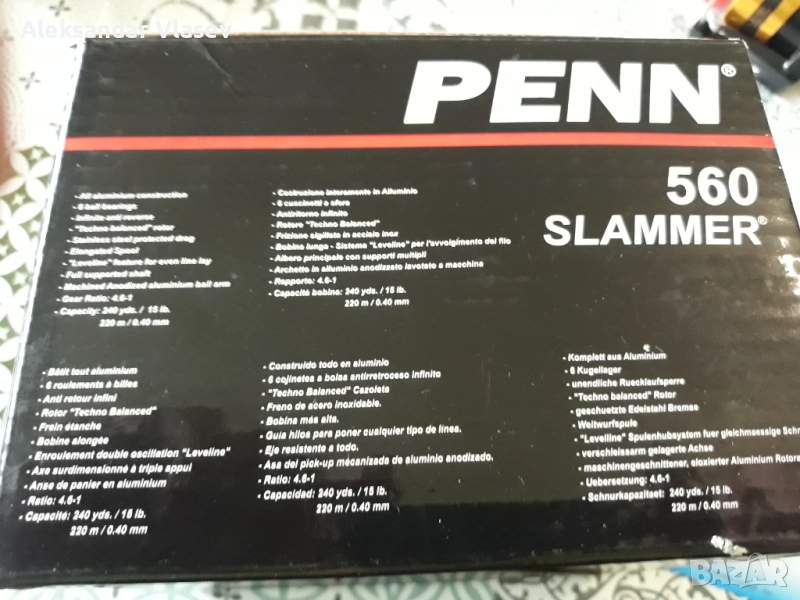 Aleksandar Vlasev
PENN®
560
SLAMMER®
- All aluminium construction
- 6 ball bearings
- Infinite anti reverse
- "Techno balanced" rotor
- Stainless steel protected drag
- Elongated Spool
- "Leveline" feature for even line lay
- Full supported shaft
- Machined Anodized aluminium bail arm
- Gear Ratio: 4.6-1
- Capacity: 240 yds. / 15 lb.
220 m / 0.40 mm
- Costruzione interamente in Alluminio
- 6 cuscinetti a sfere
- Antiritorno infinito
- Rotore "Techno Balanced"
- Frizione sigillata in acciaio inox
- Bobina lunga - Sistema "Leveline" per l'avvolgimento del filo
- Albero principale con supporti multipli
- Archetto in alluminio anodizzato lavotato a macchina
- Rapporto: 4.6-1
- Capacité bobina: 240 yds. / 15 lb.
220 m / 0.40 mm
- Bâtit tout aluminium
- 6 roulements à billes
- Anti retour infini
- Rotor "Techno Balanced"
- Frein étanche
- Bobine alongée
- Enroulement double oscillation "Leveline"
- Axe surdimensionné à triple appui
- Anse de panier en aluminium
- Ratio: 4.6-1
- Capacité: 240 yds. / 15 lb.
220 m / 0.40 mm
- Construido todo en aluminio
- 6 cojinetes a bolas antirretroceso infinito
- "Techno Balanced" Cazoleta
- Freno de acero inoxidable.
- Bobina más alta.
- Guía hilos para poner cualquier tipo de línea.
- Eje resistente a todo.
- Asa del pick-up mécanizada de aluminio anodizado.
- Ratio: 4.6-1
- Capacidad: 240 yds. / 15 lb.
220 m / 0.40 mm
- Komplett aus Aluminium
- 6 Kugellager
- unendliche Ruecklaufsperre
- "Techno balanced" Rotor
- geschuetzte Edelstahl Bremse
- Weitwurfspule
- "Levelline" Spulenhubsystem fuer gleichmaessige Schn
- verschleissarm gelagerte Achse
- maschinengeschnittener, eloxierter Aluminium Rotora
- Uebersetzung: 4.6-1
- Schnurkapazitaet: 240 yds. / 15 lb.
220 m / 0.40 mm
BAZAR